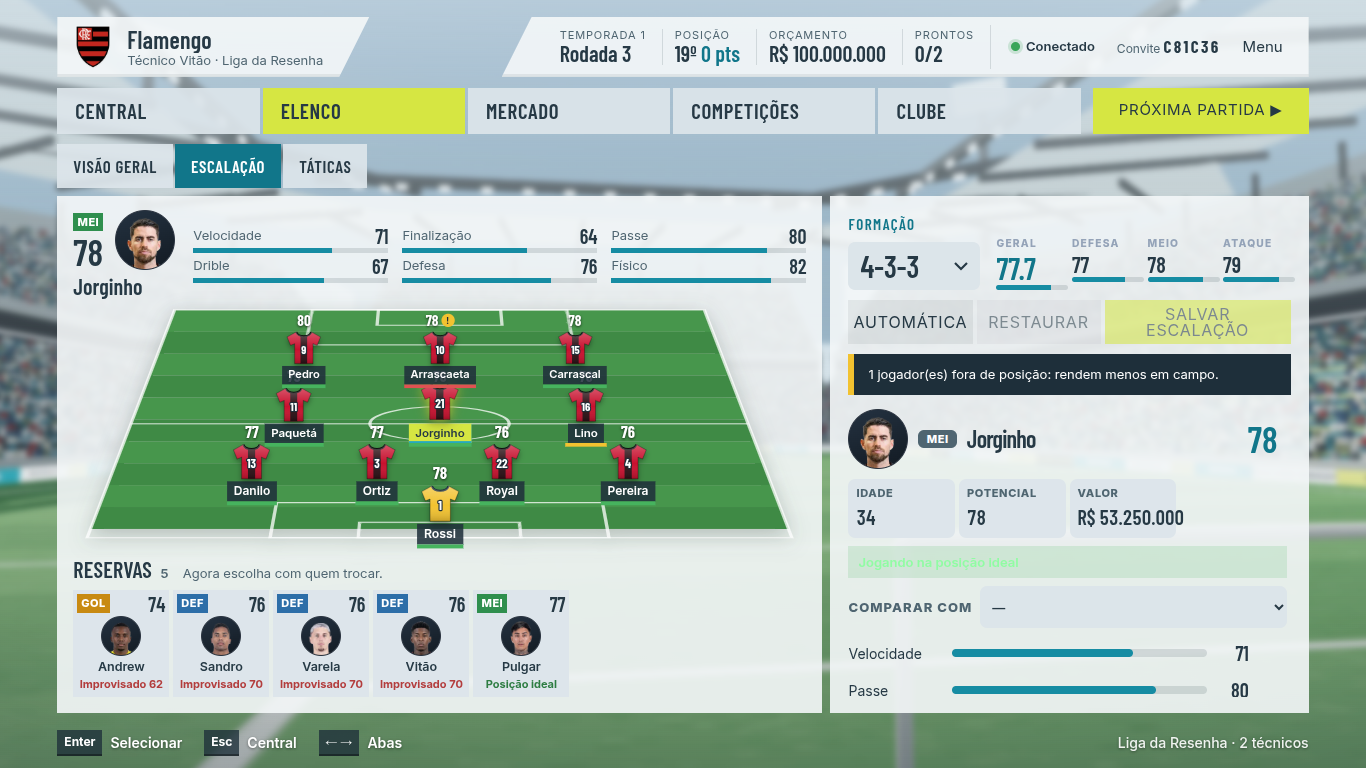 Flamengo
Técnico Vitão · Liga da Resenha
TEMPORADA 1
Rodada 3
POSIÇÃO
19º 0 pts
ORÇAMENTO
R$ 100.000.000
PRONTOS
0/2
Conectado
Convite C81C36
Menu
CENTRAL
ELENCO
MERCADO
COMPETIÇÕES
CLUBE
PRÓXIMA PARTIDA ▶
VISÃO GERAL
ESCALAÇÃO
TÁTICAS
MEI
78
Jorginho
Velocidade 71
Finalização 64
Passe 80
Drible 67
Defesa 76
Físico 82
80
9
Pedro
78 !
10
Arrascaeta
78
15
Carrascal
11
Paquetá
21
Jorginho
16
Lino
77
13
Danilo
77
3
Ortiz
76
22
Royal
76
4
Pereira
78
1
Rossi
RESERVAS 5 Agora escolha com quem trocar.
GOL 74
Andrew
Improvisado 62
DEF 76
Sandro
Improvisado 70
DEF 76
Varela
Improvisado 70
DEF 76
Vitão
Improvisado 70
MEI 77
Pulgar
Posição ideal
FORMAÇÃO
4-3-3
GERAL
77.7
DEFESA
77
MEIO
78
ATAQUE
79
AUTOMÁTICA
RESTAURAR
SALVAR
ESCALAÇÃO
1 jogador(es) fora de posição: rendem menos em campo.
MEI Jorginho 78
IDADE
34
POTENCIAL
78
VALOR
R$ 53.250.000
Jogando na posição ideal
COMPARAR COM —
Velocidade 71
Passe 80
Enter Selecionar
Esc Central
←→ Abas
Liga da Resenha · 2 técnicos